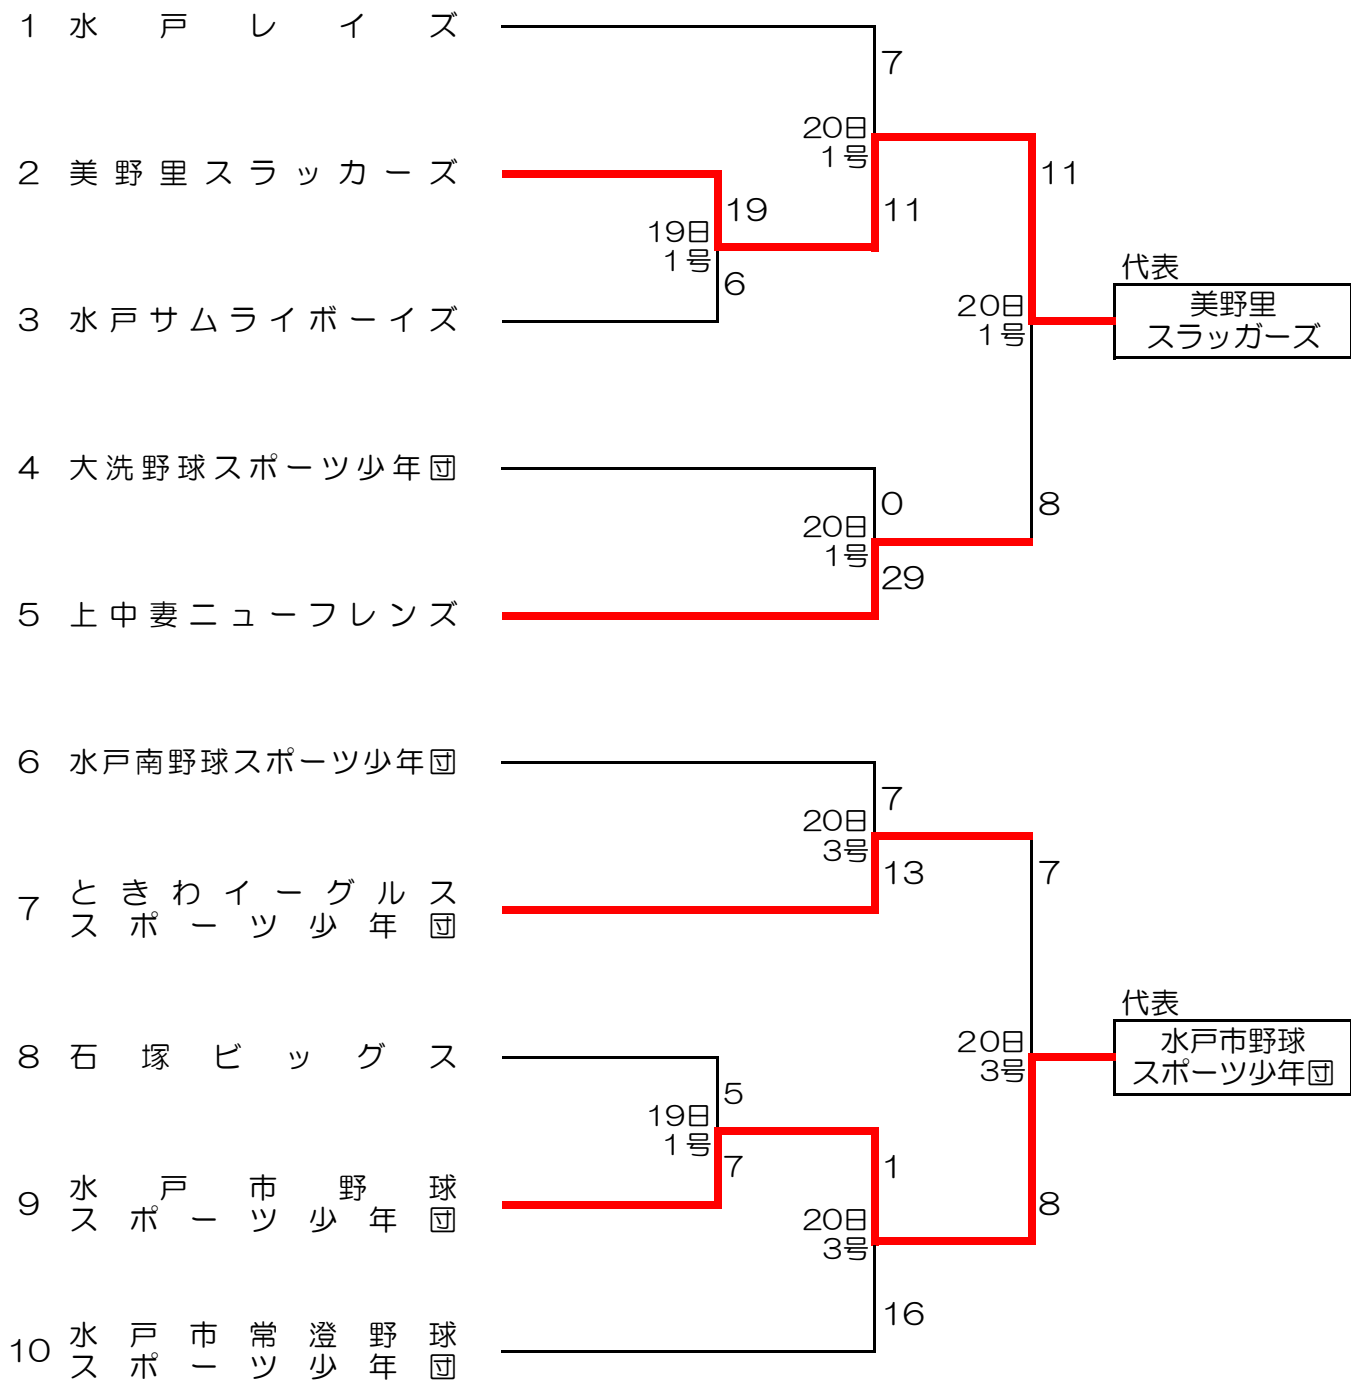 1 水戸レイズ
7
20日
1号
2 美野里スラッカーズ
19
11
11
19日
1号
6
3 水戸サムライボーイズ
代表
美野里
スラッガーズ
20日
1号
4 大洗野球スポーツ少年団
0
8
20日
1号
29
5 上中妻ニューフレンズ
6 水戸南野球スポーツ少年団
7
20日
3号
13
7
7 ときわイーグルス
スポーツ少年団
代表
水戸市野球
スポーツ少年団
20日
3号
8 石塚ビッグス
5
19日
1号
7
1
9 水戸市野球
スポーツ少年団
8
20日
3号
16
10 水戸市常澄野球
スポーツ少年団